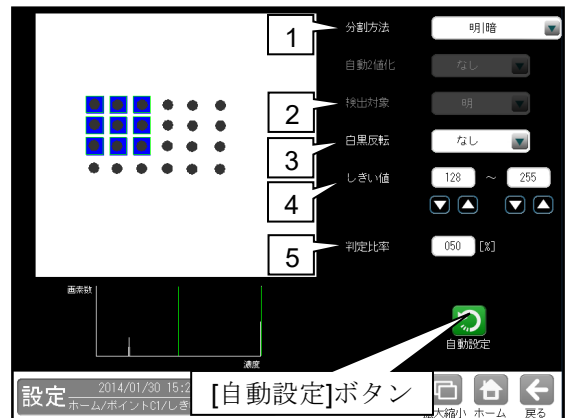 1 分割方法 明|暗
自動2値化 なし
2 検出対象 明
3 白黒反転 なし
4 しきい値 128 ~ 255
5 判定比率 050 [%]
画素数
濃度
自動設定
[自動設定]ボタン
設定 2014/01/30 15:2
ホーム/ポイントC1/しき
大縮小 ホーム 戻る